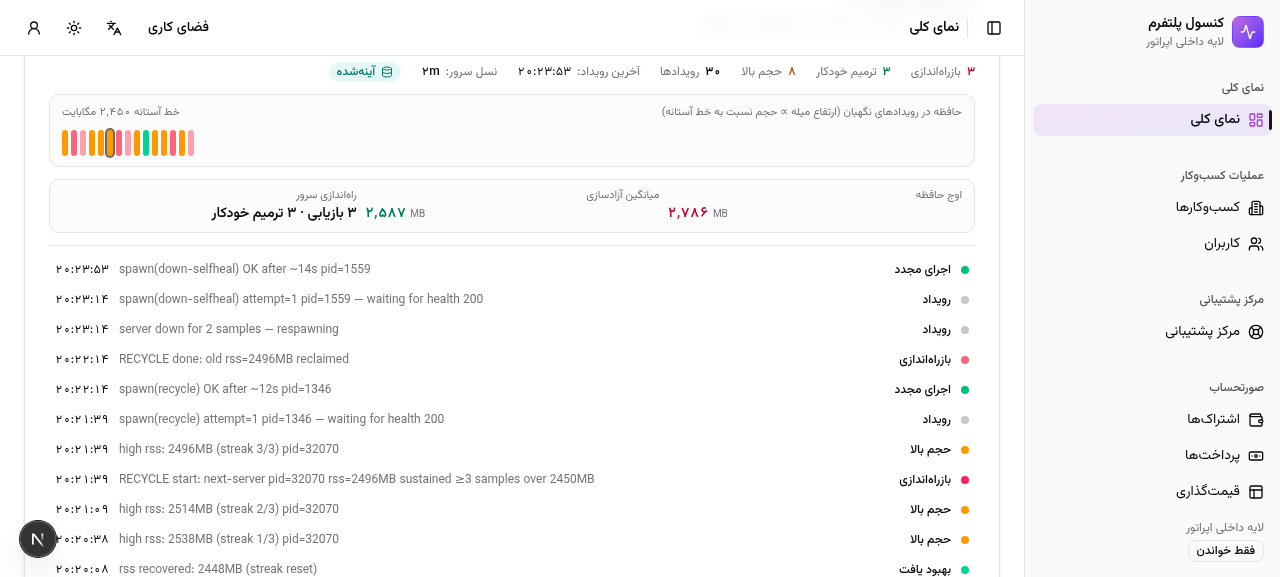 کنسول پلتفرم
لایه داخلی اپراتور
نمای کلی
نمای کلی
عملیات کسب‌وکار
کسب‌وکارها
کاربران
مرکز پشتیبانی
مرکز پشتیبانی
صورتحساب
اشتراک‌ها
پرداخت‌ها
قیمت‌گذاری
لایه داخلی اپراتور
فقط خواندن
نمای کلی
فضای کاری
۳ بازراه‌اندازی ۳ ترمیم خودکار ۸ حجم بالا ۳۰ رویدادها آخرین رویداد: ۲۰:۲۳:۵۳ نسل سرور: ۲m آینه‌شده
حافظه در رویدادهای نگهبان (ارتفاع میله ∝ حجم نسبت به خط آستانه)
خط آستانه ۲,۴۵۰ مگابایت
اوج حافظه
۲,۷۸۶ MB
میانگین آزادسازی
۲,۵۸۷ MB
راه‌اندازی سرور
۳ بازیابی · ۳ ترمیم خودکار
اجرای مجدد spawn(down-selfheal) OK after ~14s pid=1559 ۲۰:۲۳:۵۳
رویداد spawn(down-selfheal) attempt=1 pid=1559 — waiting for health 200 ۲۰:۲۳:۱۴
رویداد server down for 2 samples — respawning ۲۰:۲۳:۱۴
بازراه‌اندازی RECYCLE done: old rss=2496MB reclaimed ۲۰:۲۲:۱۴
اجرای مجدد spawn(recycle) OK after ~12s pid=1346 ۲۰:۲۲:۱۴
رویداد spawn(recycle) attempt=1 pid=1346 — waiting for health 200 ۲۰:۲۱:۳۹
حجم بالا high rss: 2496MB (streak 3/3) pid=32070 ۲۰:۲۱:۳۹
بازراه‌اندازی RECYCLE start: next-server pid=32070 rss=2496MB sustained ≥3 samples over 2450MB ۲۰:۲۱:۳۹
حجم بالا high rss: 2514MB (streak 2/3) pid=32070 ۲۰:۲۱:۰۹
حجم بالا high rss: 2538MB (streak 1/3) pid=32070 ۲۰:۲۰:۳۸
بهبود یافت rss recovered: 2448MB (streak reset) ۲۰:۲۰:۰۸
N